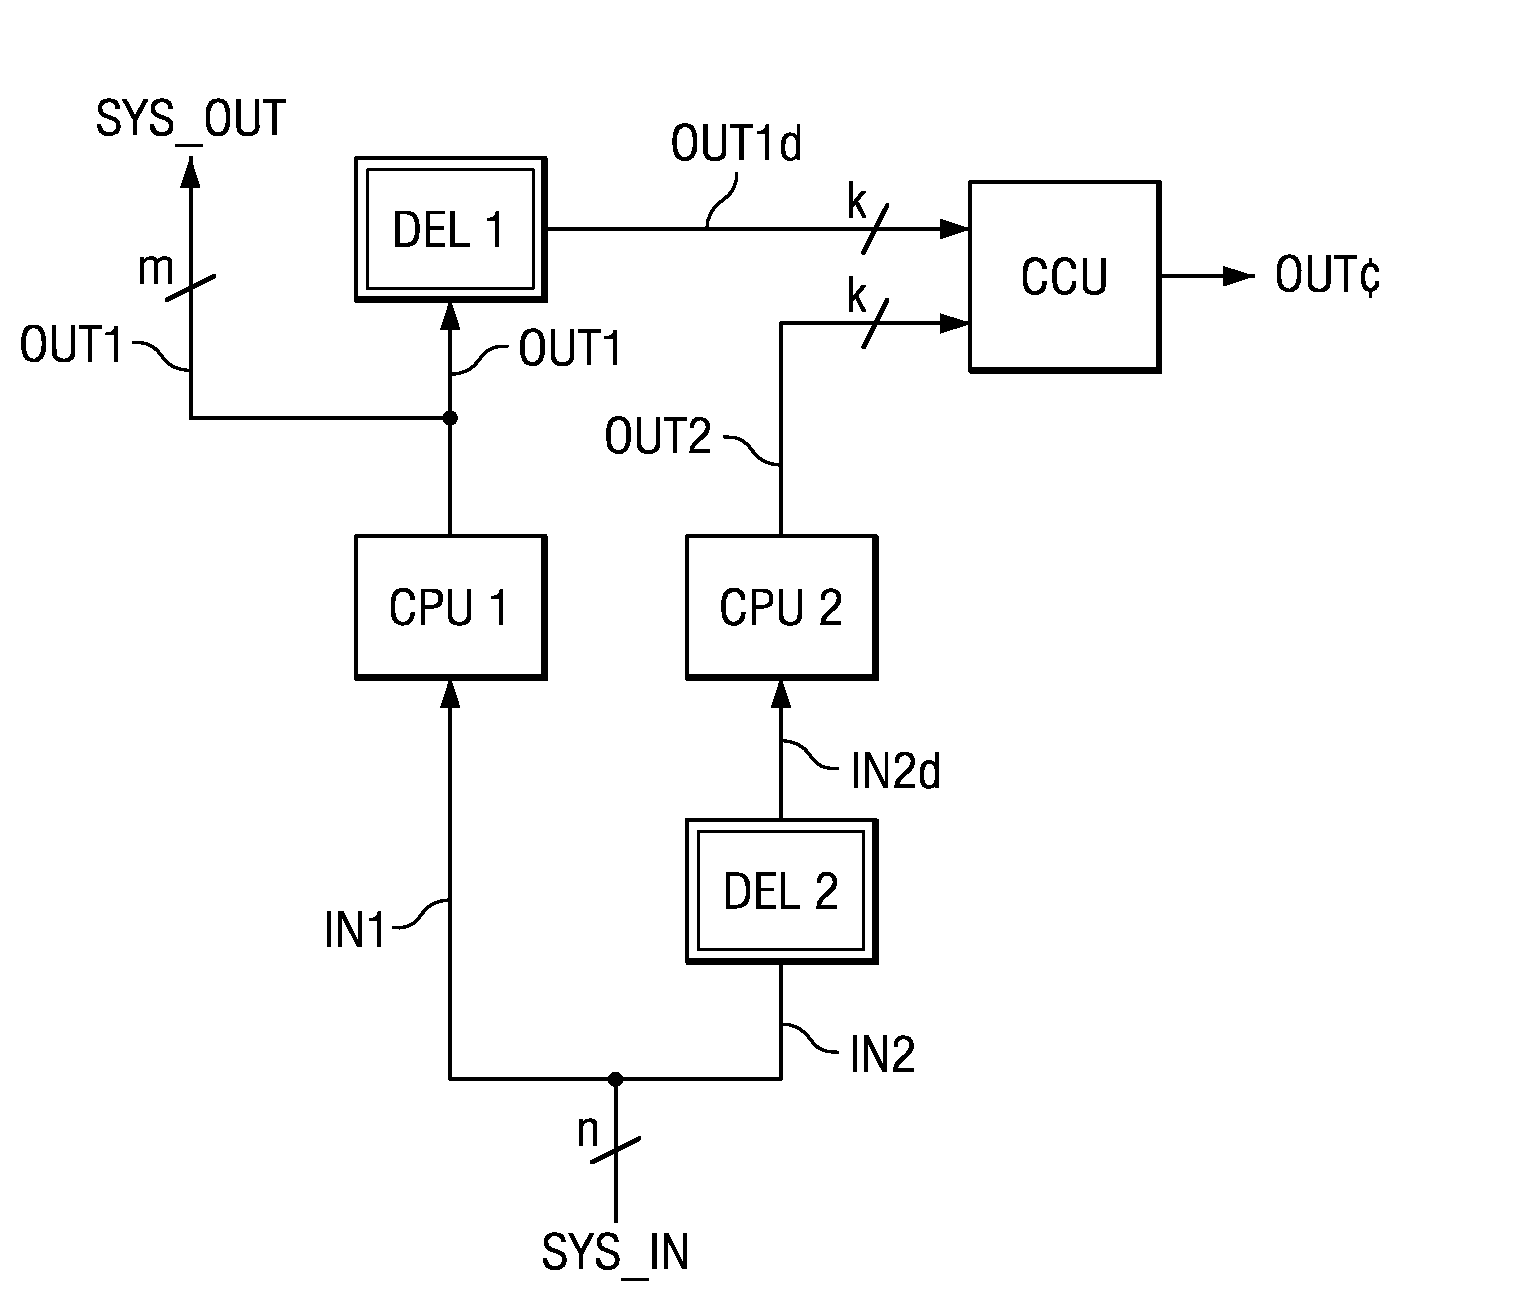 SYS_OUT
OUT1d
k
DEL 1
CCU
OUT¢
m
k
OUT1
OUT1
OUT2
CPU 1
CPU 2
IN2d
DEL 2
IN1
IN2
n
SYS_IN